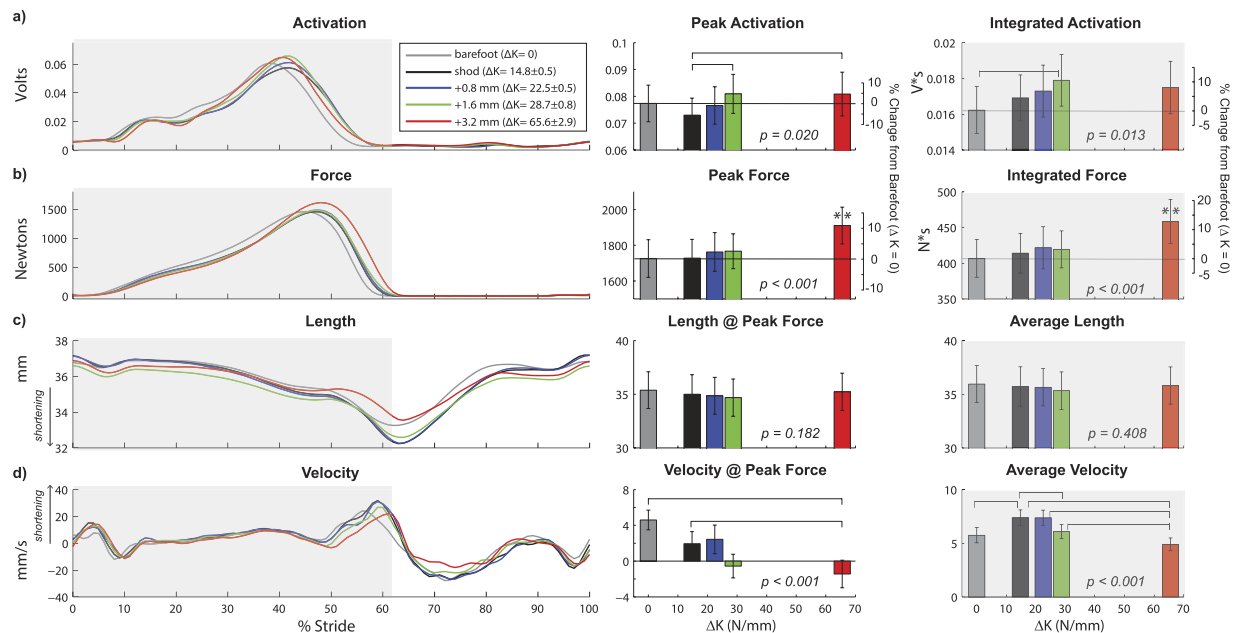 a)
Activation
Peak Activation
Integrated Activation
Volts
0.06
0.04
0.02
0
barefoot (ΔK= 0)
shod (ΔK= 14.8±0.5)
+0.8 mm (ΔK= 22.5±0.5)
+1.6 mm (ΔK= 28.7±0.8)
+3.2 mm (ΔK= 65.6±2.9)
0.1
0.09
0.08
0.07
0.06
p = 0.020
10
5
0
-5
-10
V*s
0.02
0.018
0.016
0.014
p = 0.013
10
5
0
-5
% Change from Barefoot (Δ K = 0)
% Change from Barefoot (Δ K = 0)
b)
Force
Peak Force
Integrated Force
Newtons
1500
1000
500
0
2000
1800
1600
**
p < 0.001
10
0
-10
N*s
500
450
400
350
**
p < 0.001
20
10
0
-5
c)
Length
Length @ Peak Force
Average Length
mm
shortening
38
36
34
32
40
35
30
p = 0.182
40
35
30
p = 0.408
d)
Velocity
Velocity @ Peak Force
Average Velocity
mm/s
shortening
40
20
0
−20
−40
0 10 20 30 40 50 60 70 80 90 100
% Stride
8
4
0
−4
p < 0.001
0 10 20 30 40 50 60 70
ΔK (N/mm)
10
5
0
p < 0.001
0 10 20 30 40 50 60 70
ΔK (N/mm)